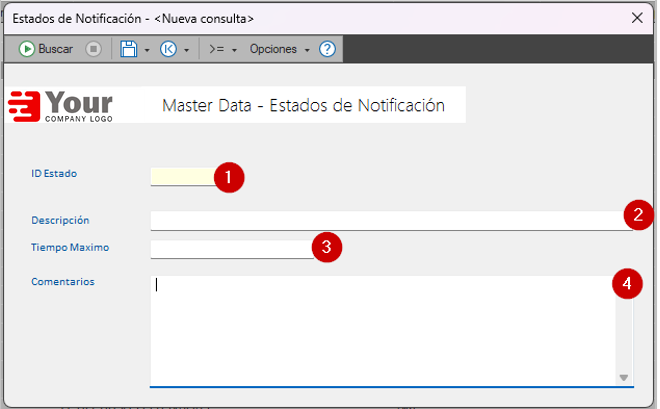 Estados de Notificación - <Nueva consulta>
Buscar >= Opciones ?
Your
COMPANY LOGO
Master Data - Estados de Notificación
ID Estado 1
Descripción 2
Tiempo Maximo 3
Comentarios 4